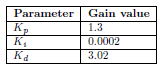 Parameter Gain value
Kp 1.3
Ki 0.0002
Kd 3.02